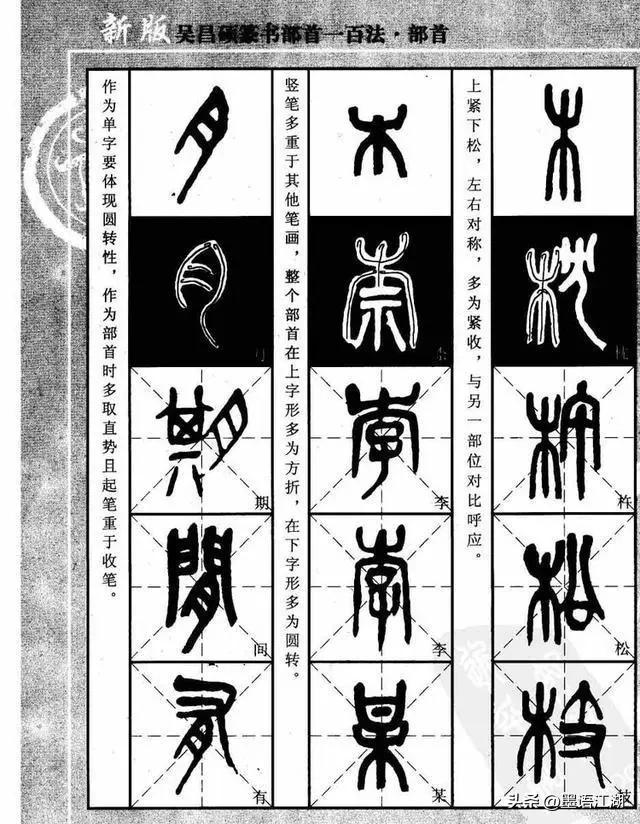 新版 吴昌硕篆书部首一百法·部首
上紧下松，左右对称，多为紧收，与另一部位对比呼应。
木
杵
松
枝
竖笔多重于其他笔画，整个部首在上字形多为方折，在下字形多为圆转。
木
李
李
某
作为单字要体现圆转性，作为部首时多取直势且起笔重于收笔。
月
月
期
间
有
头条@墨语江湖